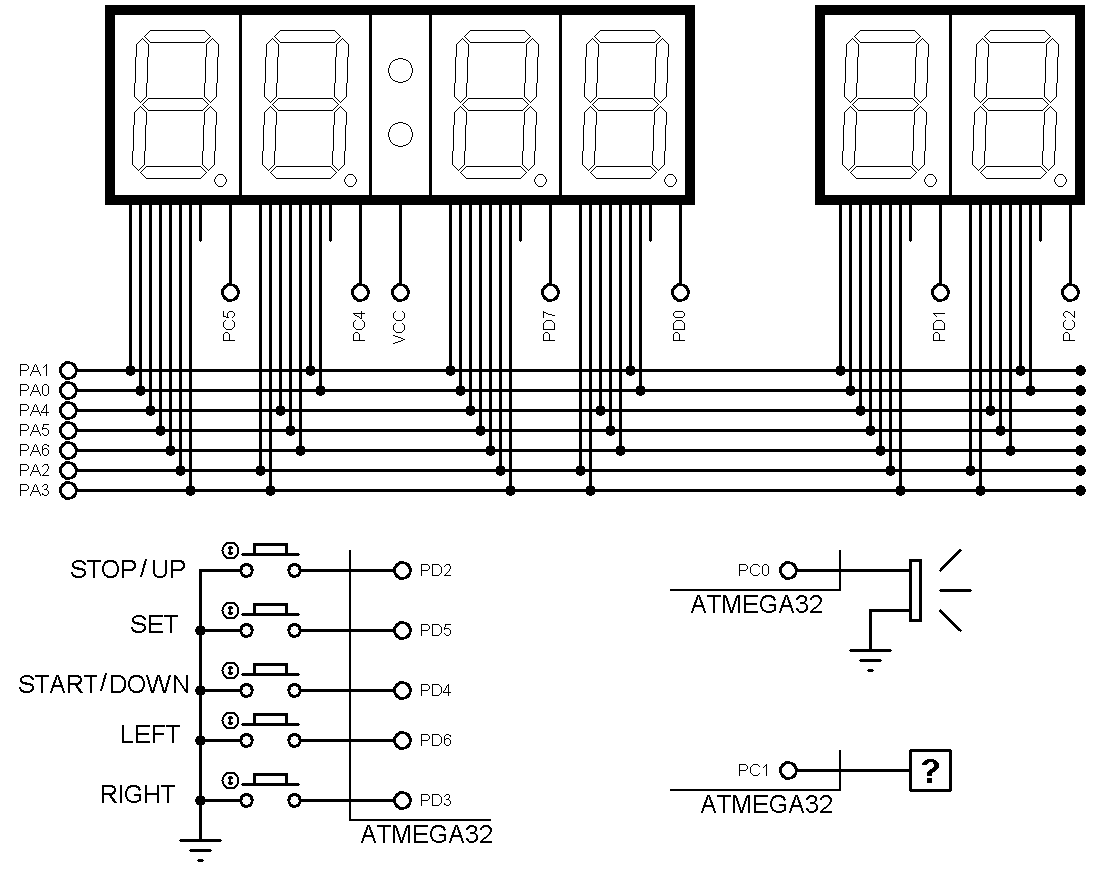 PC5
PC4
VCC
PD7
PD0
PD1
PC2
PA1
PA0
PA4
PA5
PA6
PA2
PA3
STOP/UP PD2
SET PD5
START/DOWN PD4
LEFT PD6
RIGHT PD3
ATMEGA32
PC0
ATMEGA32
PC1 ?
ATMEGA32